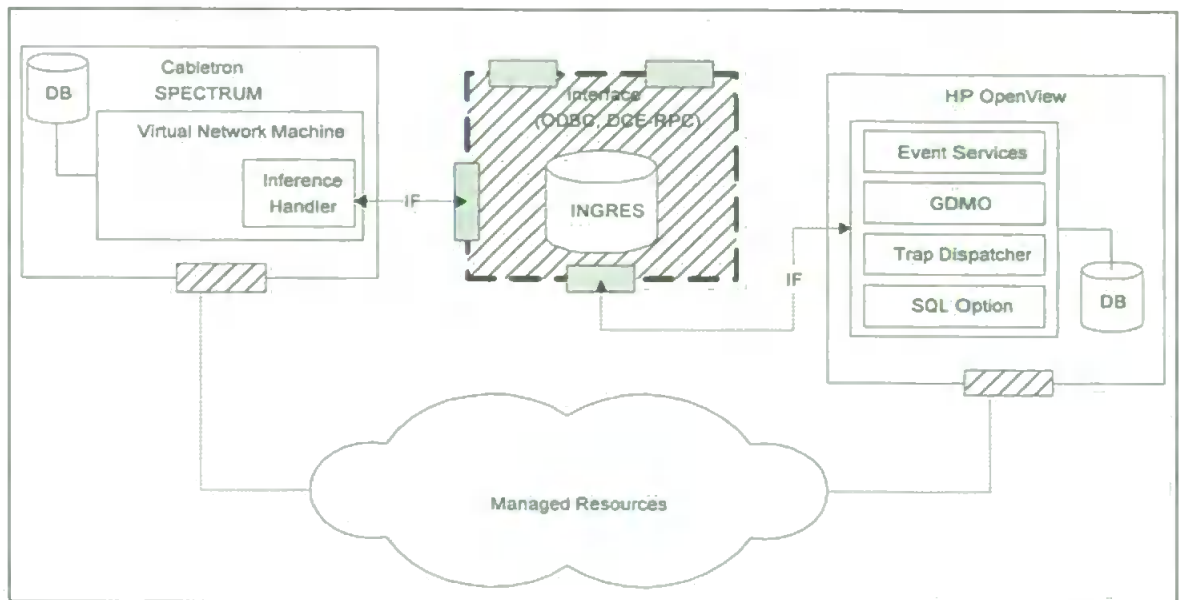 Cabletron
SPECTRUM
DB
Virtual Network Machine
Inference
Handler
IF
Interface
(ODBC, DCE-RPC)
INGRES
IF
HP OpenView
Event Services
GDMO
Trap Dispatcher
SQL Option
DB
Managed Resources